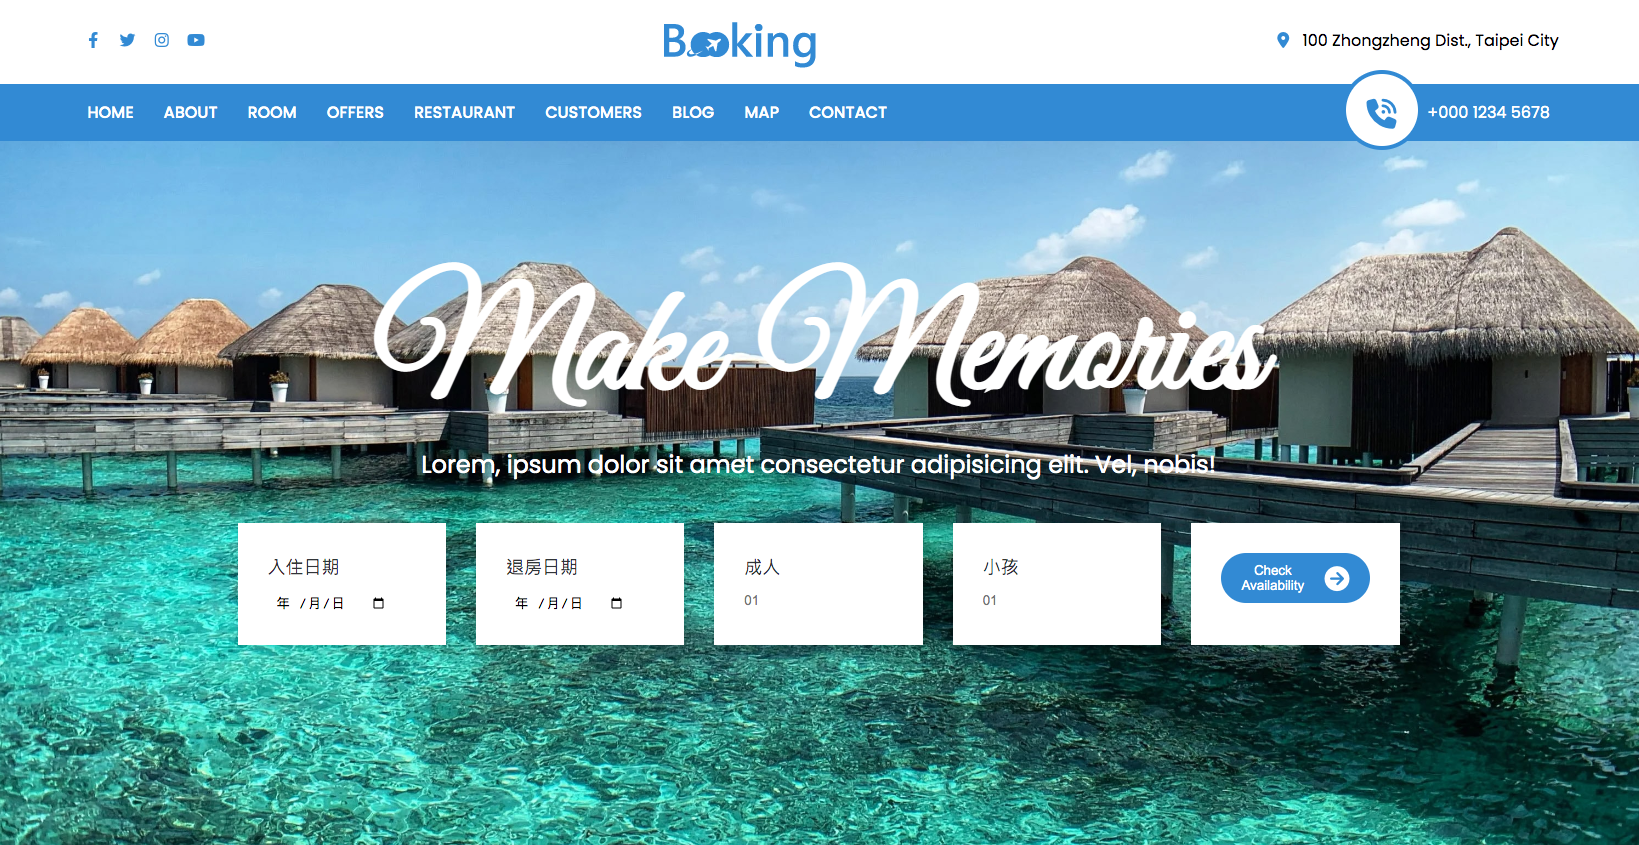 Booking
100 Zhongzheng Dist., Taipei City
HOME ABOUT ROOM OFFERS RESTAURANT CUSTOMERS BLOG MAP CONTACT
+000 1234 5678
Make Memories
Lorem, ipsum dolor sit amet consectetur adipisicing elit. Vel, nobis!
入住日期
年 /月/日
退房日期
年 /月/日
成人
01
小孩
01
Check
Availability